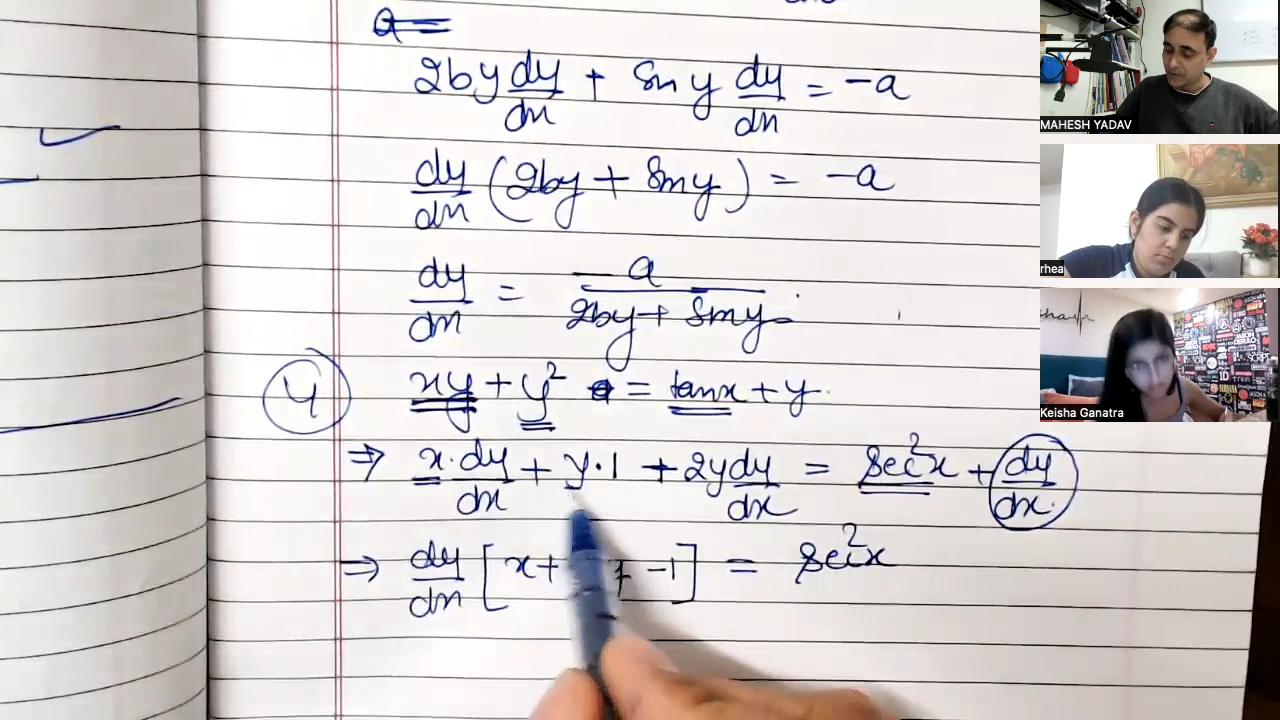 2by dy/dx + sin y dy/dx = -a
dy/dx (2by + sin y) = -a
dy/dx = -a/(2by + sin y).
④ xy + y² = tanx + y.
⇒ x.dy/dx + y.1 + 2y dy/dx = sec²x + dy/dx.
⇒ dy/dx [x+ -1] = sec²x
MAHESH YADAV
rhea
Keisha Ganatra